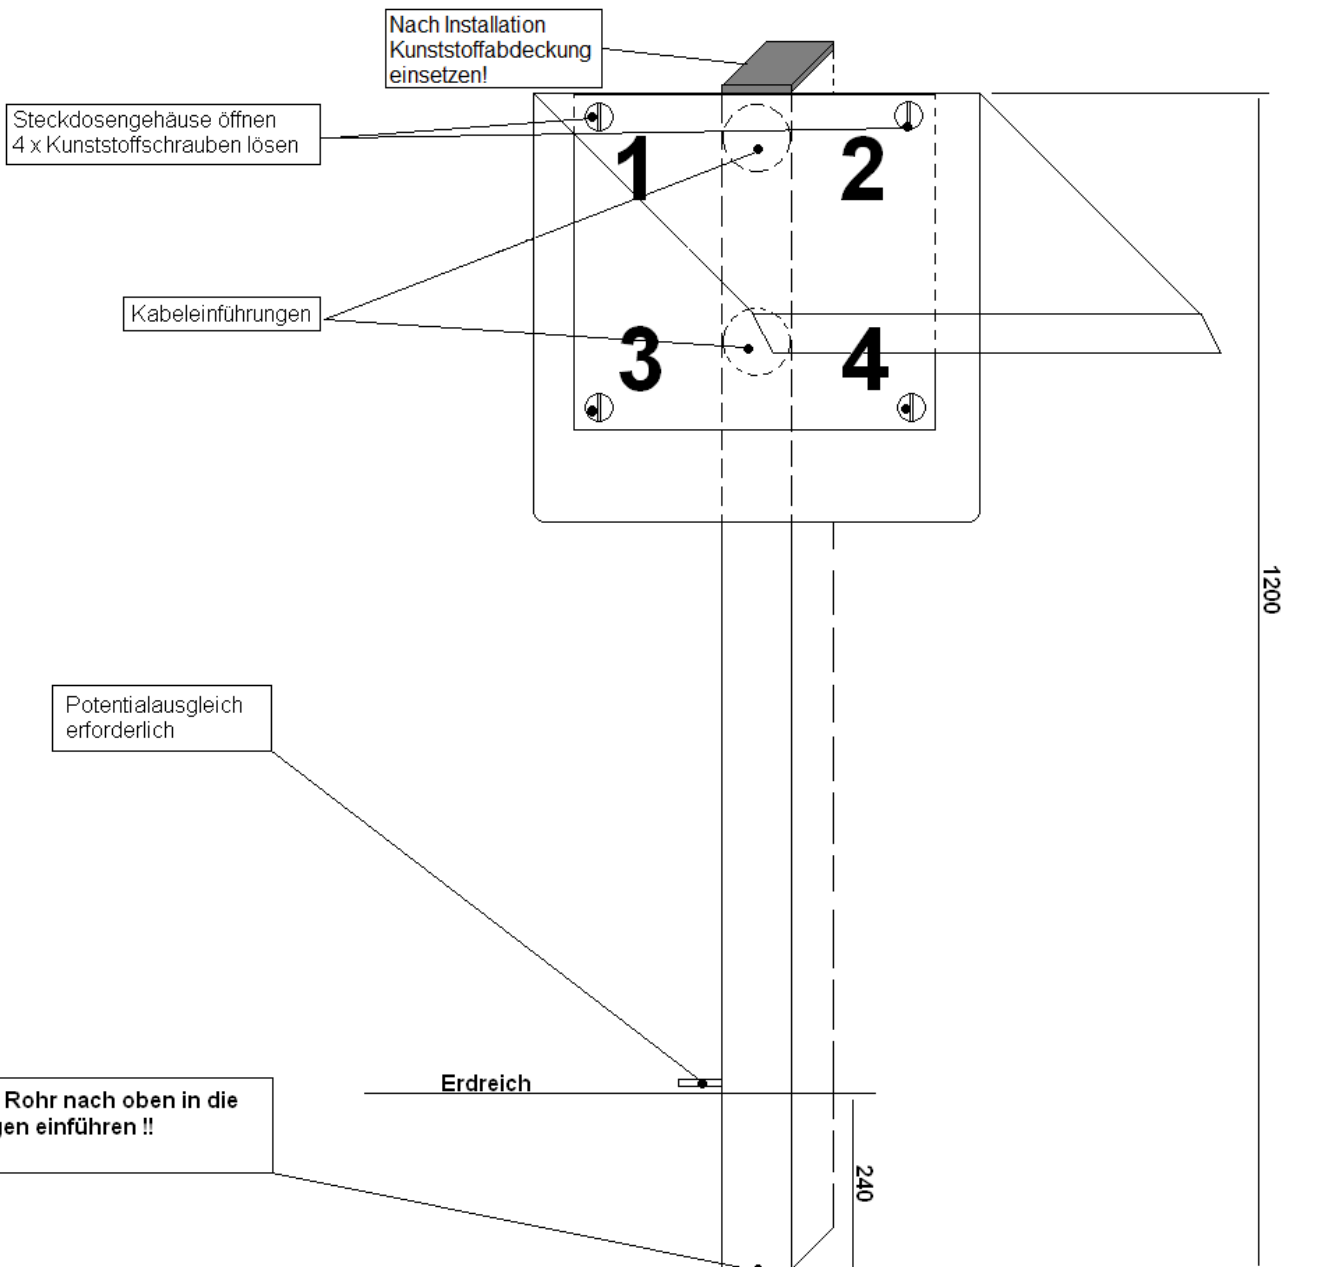 Nach Installation
Kunststoffabdeckung
einsetzen!
Steckdosengehäuse öffnen
4 x Kunststoffschrauben lösen
1
2
Kabeleinführungen
3
4
1200
Potentialausgleich
erforderlich
Erdreich
Rohr nach oben in die
einführen !!
240